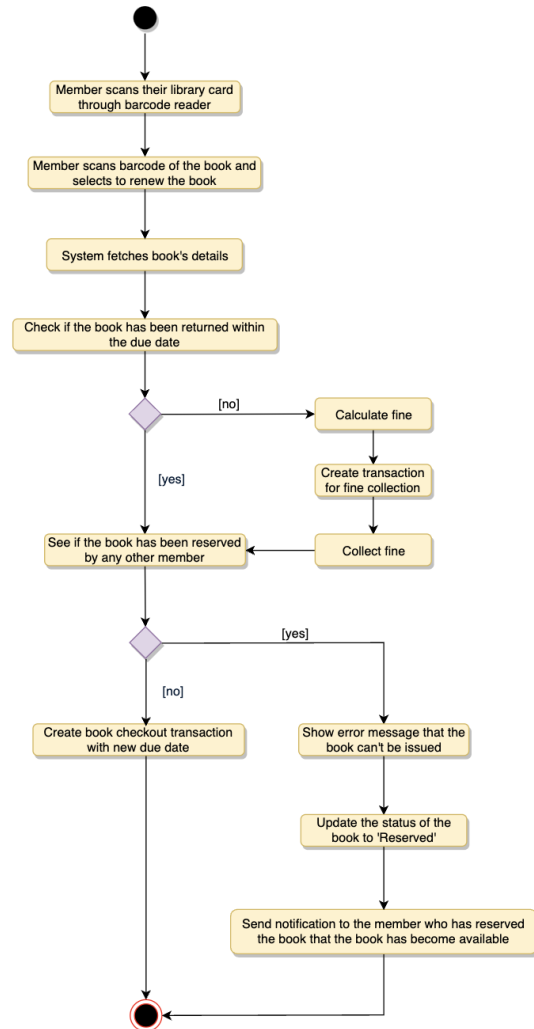 Member scans their library card
through barcode reader
Member scans barcode of the book and
selects to renew the book
System fetches book's details
Check if the book has been returned within
the due date
[no]
Calculate fine
[yes]
Create transaction
for fine collection
See if the book has been reserved
by any other member
Collect fine
[yes]
[no]
Create book checkout transaction
with new due date
Show error message that the
book can't be issued
Update the status of the
book to 'Reserved'
Send notification to the member who has reserved
the book that the book has become available